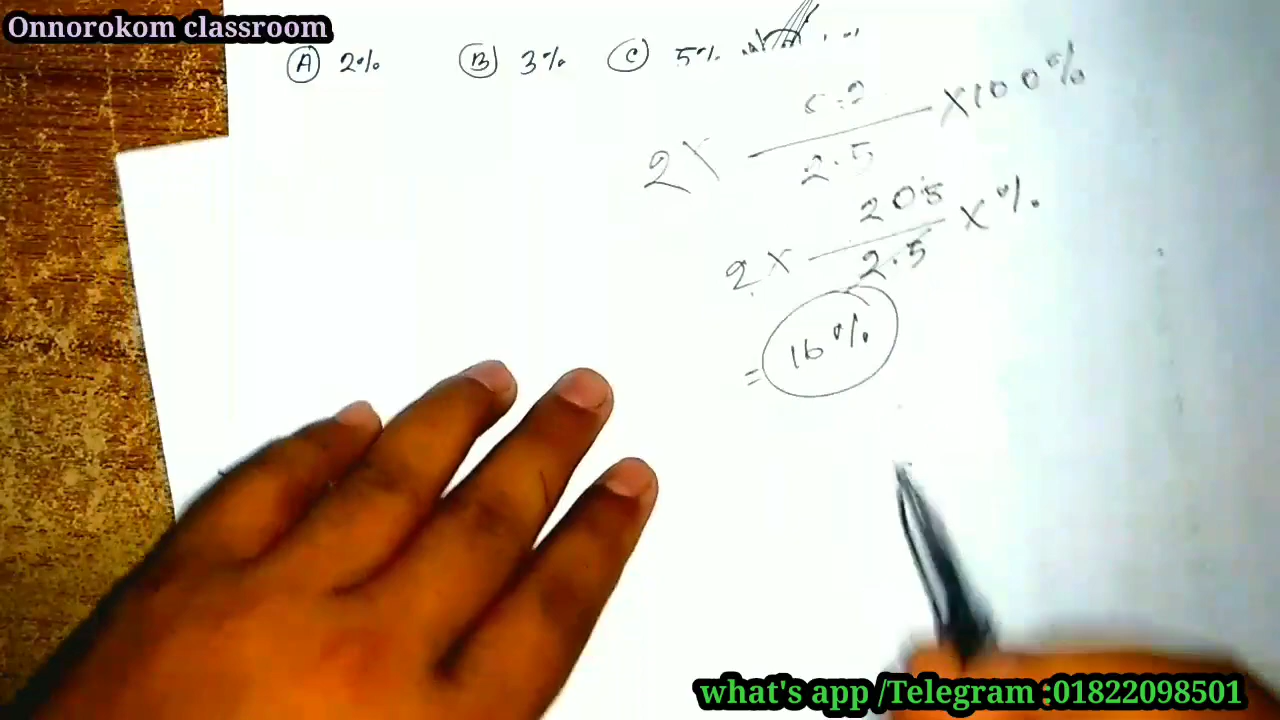 Onnorokom classroom
Ⓐ 2% Ⓑ 3% Ⓒ 5%
2 × 0.2 / 2.5 × 100%
2 × 20 / 2.5 × %
= 16%
what's app /Telegram :01822098501